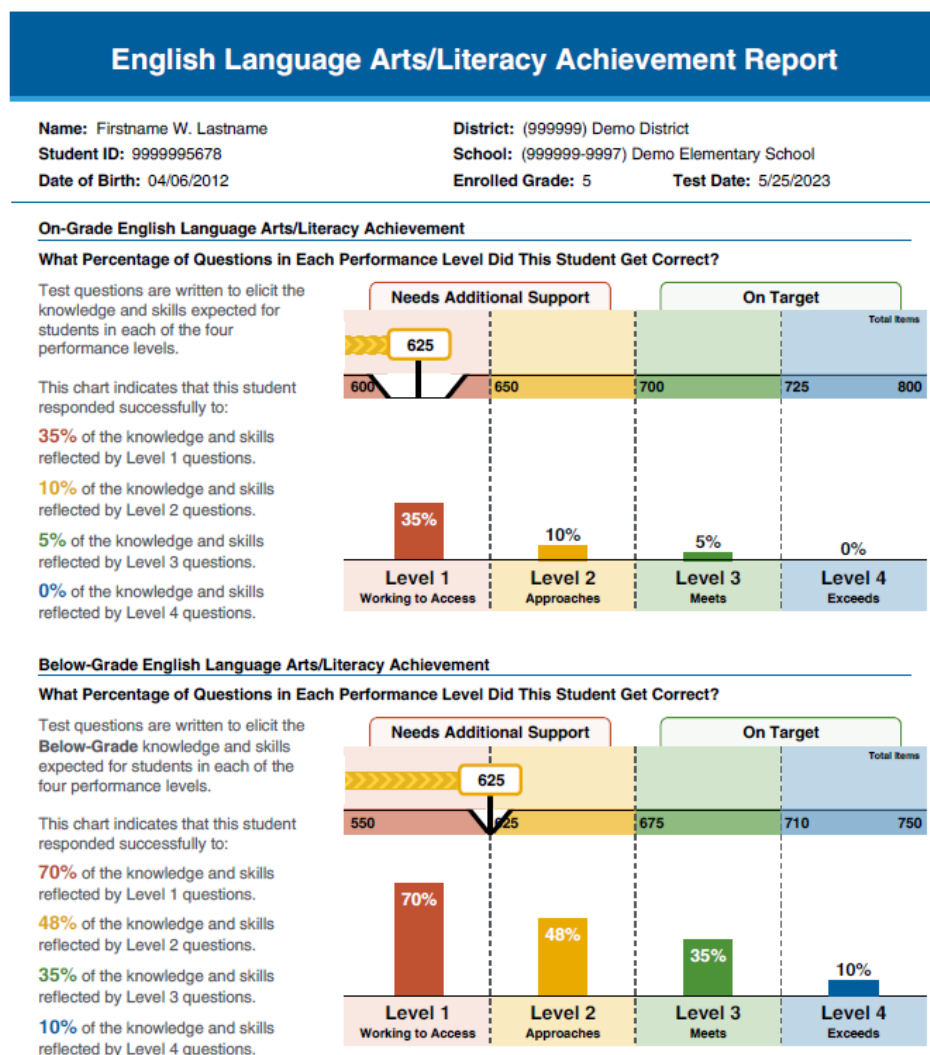 English Language Arts/Literacy Achievement Report
Name: Firstname W. Lastname
District: (999999) Demo District
Student ID: 9999995678
School: (999999-9997) Demo Elementary School
Date of Birth: 04/06/2012
Enrolled Grade: 5
Test Date: 5/25/2023
On-Grade English Language Arts/Literacy Achievement
What Percentage of Questions in Each Performance Level Did This Student Get Correct?
Test questions are written to elicit the
knowledge and skills expected for
students in each of the four
performance levels.
This chart indicates that this student
responded successfully to:
35% of the knowledge and skills
reflected by Level 1 questions.
10% of the knowledge and skills
reflected by Level 2 questions.
5% of the knowledge and skills
reflected by Level 3 questions.
0% of the knowledge and skills
reflected by Level 4 questions.
Needs Additional Support
On Target
Total Items
625
600
650
700
725
800
35%
10%
5%
0%
Level 1
Working to Access
Level 2
Approaches
Level 3
Meets
Level 4
Exceeds
Below-Grade English Language Arts/Literacy Achievement
What Percentage of Questions in Each Performance Level Did This Student Get Correct?
Test questions are written to elicit the
Below-Grade knowledge and skills
expected for students in each of the
four performance levels.
This chart indicates that this student
responded successfully to:
70% of the knowledge and skills
reflected by Level 1 questions.
48% of the knowledge and skills
reflected by Level 2 questions.
35% of the knowledge and skills
reflected by Level 3 questions.
10% of the knowledge and skills
reflected by Level 4 questions.
Needs Additional Support
On Target
Total Items
625
550
625
675
710
750
70%
48%
35%
10%
Level 1
Working to Access
Level 2
Approaches
Level 3
Meets
Level 4
Exceeds